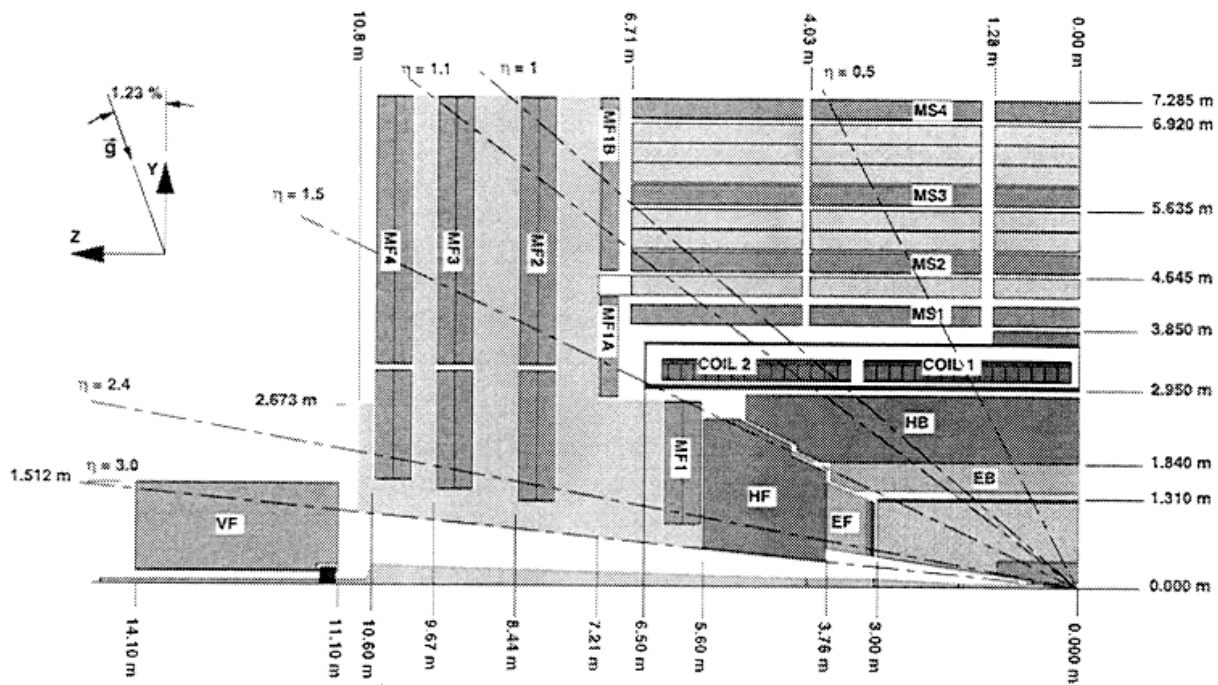 10.8 m
6.71 m
4.03 m
1.28 m
0.00 m
η = 1.1
η = 1
η = 0.5
1.23 %
g
Y
Z
η = 1.5
7.285 m
6.920 m
5.635 m
4.645 m
3.850 m
2.950 m
1.840 m
1.310 m
0.000 m
MS4
MS3
MS2
MS1
MF1B
MF1A
MF4
MF3
MF2
COIL 2
COIL 1
η = 2.4
2.673 m
HB
MF1
η = 3.0
1.512 m
EB
HF
EF
VF
14.10 m
11.10 m
10.60 m
9.67 m
8.44 m
7.21 m
6.50 m
5.60 m
3.76 m
3.00 m
0.000 m